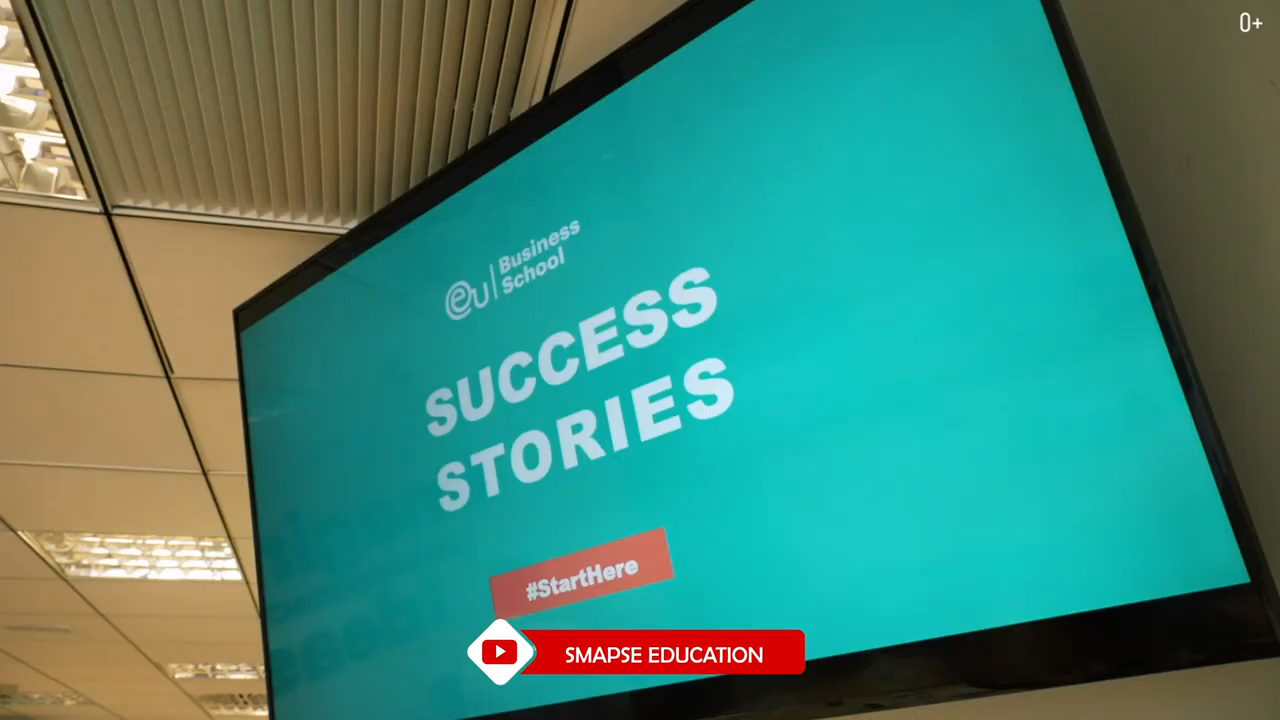 0+
eu Business
School
SUCCESS
STORIES
#StartHere
SMAPSE EDUCATION